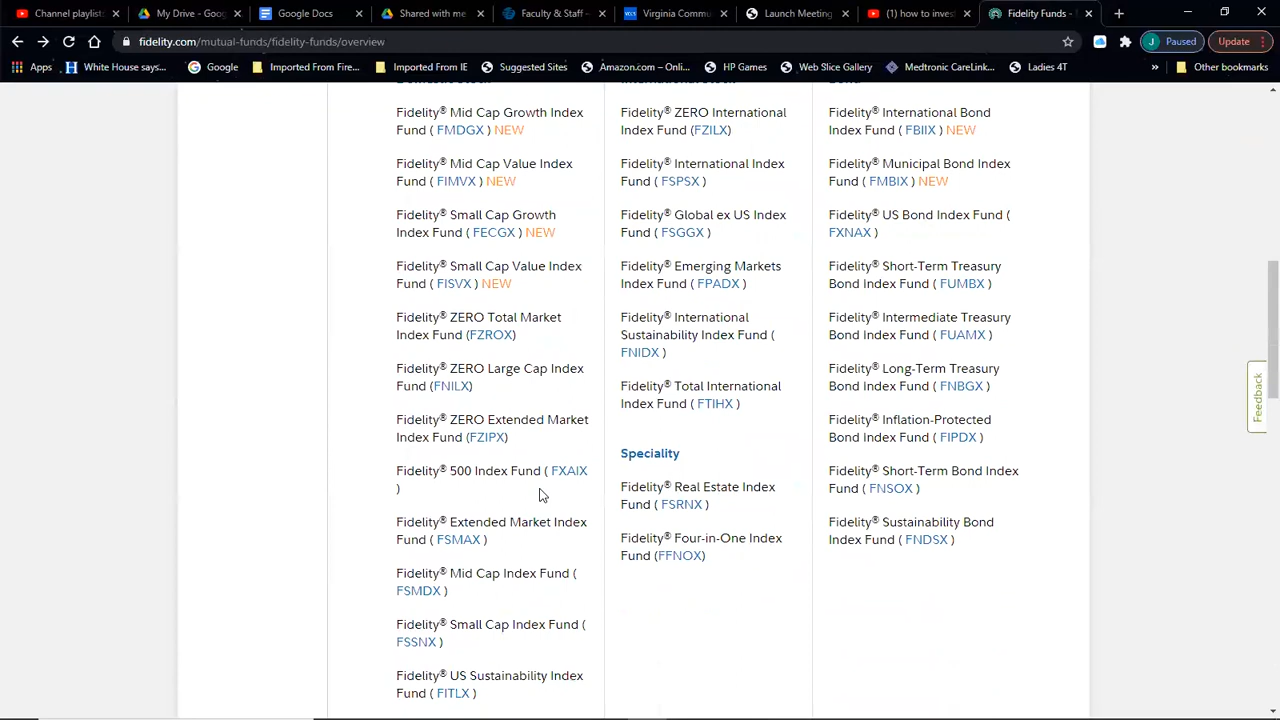 Channel playlist
My Drive - Goog
Google Docs
Shared with me
Faculty & Staff -
Virginia Commu
Launch Meeting
(1) how to inves
Fidelity Funds -
fidelity.com/mutual-funds/fidelity-funds/overview
J Paused
Update
Apps
White House says...
Google
Imported From Fire...
Imported From IE
Suggested Sites
Amazon.com – Onli...
HP Games
Web Slice Gallery
Medtronic CareLink...
Ladies 4T
»
Other bookmarks
Fidelity® Mid Cap Growth Index
Fund ( FMDGX ) NEW
Fidelity® Mid Cap Value Index
Fund ( FIMVX ) NEW
Fidelity® Small Cap Growth
Index Fund ( FECGX ) NEW
Fidelity® Small Cap Value Index
Fund ( FISVX ) NEW
Fidelity® ZERO Total Market
Index Fund (FZROX)
Fidelity® ZERO Large Cap Index
Fund (FNILX)
Fidelity® ZERO Extended Market
Index Fund (FZIPX)
Fidelity® 500 Index Fund ( FXAIX
)
Fidelity® Extended Market Index
Fund ( FSMAX )
Fidelity® Mid Cap Index Fund (
FSMDX )
Fidelity® Small Cap Index Fund (
FSSNX )
Fidelity® US Sustainability Index
Fund ( FITLX )
Fidelity® ZERO International
Index Fund (FZILX)
Fidelity® International Index
Fund ( FSPSX )
Fidelity® Global ex US Index
Fund ( FSGGX )
Fidelity® Emerging Markets
Index Fund ( FPADX )
Fidelity® International
Sustainability Index Fund (
FNIDX )
Fidelity® Total International
Index Fund ( FTIHX )
Speciality
Fidelity® Real Estate Index
Fund ( FSRNX )
Fidelity® Four-in-One Index
Fund (FFNOX)
Fidelity® International Bond
Index Fund ( FBIIX ) NEW
Fidelity® Municipal Bond Index
Fund ( FMBIX ) NEW
Fidelity® US Bond Index Fund (
FXNAX )
Fidelity® Short-Term Treasury
Bond Index Fund ( FUMBX )
Fidelity® Intermediate Treasury
Bond Index Fund ( FUAMX )
Fidelity® Long-Term Treasury
Bond Index Fund ( FNBGX )
Fidelity® Inflation-Protected
Bond Index Fund ( FIPDX )
Fidelity® Short-Term Bond Index
Fund ( FNSOX )
Fidelity® Sustainability Bond
Index Fund ( FNDSX )
Feedback